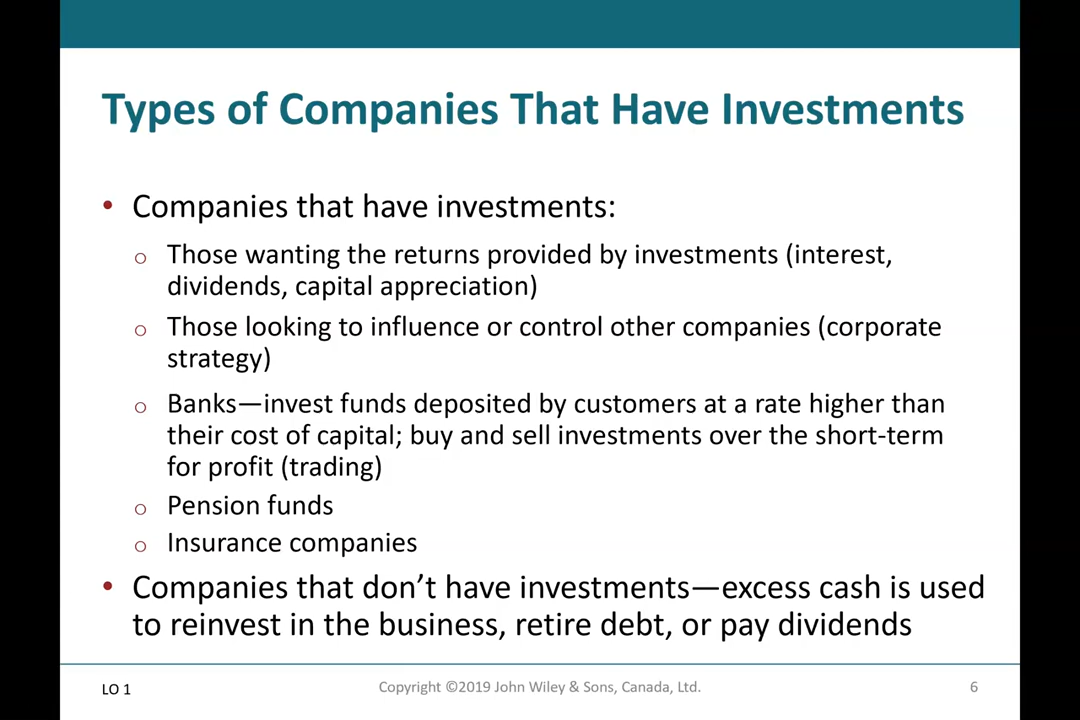 Types of Companies That Have Investments
• Companies that have investments:
o Those wanting the returns provided by investments (interest,
dividends, capital appreciation)
o Those looking to influence or control other companies (corporate
strategy)
o Banks—invest funds deposited by customers at a rate higher than
their cost of capital; buy and sell investments over the short-term
for profit (trading)
o Pension funds
o Insurance companies
• Companies that don’t have investments—excess cash is used
to reinvest in the business, retire debt, or pay dividends
LO 1
Copyright ©2019 John Wiley & Sons, Canada, Ltd.
6